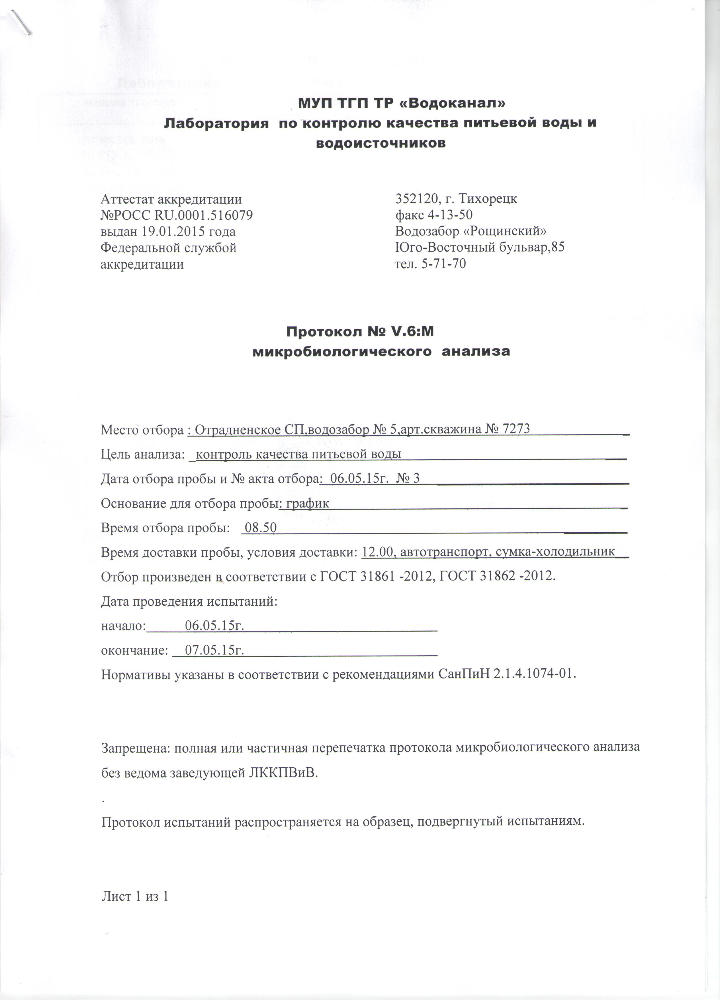 МУП ТГП ТР «Водоканал»
Лаборатория по контролю качества питьевой воды и
водоисточников
Аттестат аккредитации
№РОСС RU.0001.516079
выдан 19.01.2015 года
Федеральной службой
аккредитации
352120, г. Тихорецк
факс 4-13-50
Водозабор «Рощинский»
Юго-Восточный бульвар,85
тел. 5-71-70
Протокол № V.6:М
микробиологического анализа
Место отбора : Отрадненское СП,водозабор № 5,арт.скважина № 7273
Цель анализа: контроль качества питьевой воды
Дата отбора пробы и № акта отбора: 06.05.15г. № 3
Основание для отбора пробы: график
Время отбора пробы: 08.50
Время доставки пробы, условия доставки: 12.00, автотранспорт, сумка-холодильник
Отбор произведен в соответствии с ГОСТ 31861 -2012, ГОСТ 31862 -2012.
Дата проведения испытаний:
начало: 06.05.15г.
окончание: 07.05.15г.
Нормативы указаны в соответствии с рекомендациями СанПиН 2.1.4.1074-01.
Запрещена: полная или частичная перепечатка протокола микробиологического анализа
без ведома заведующей ЛККПВиВ.
.
Протокол испытаний распространяется на образец, подвергнутый испытаниям.
Лист 1 из 1